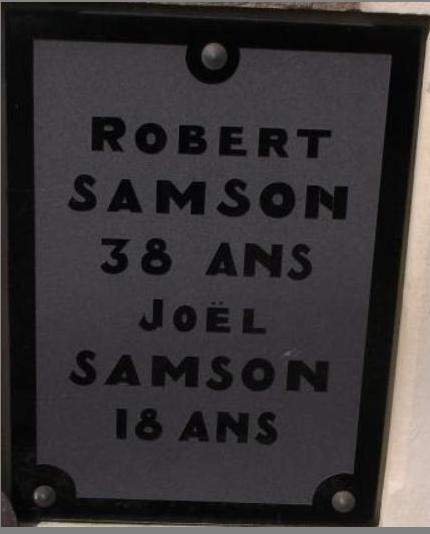 ROBERT
SAMSON
38 ANS
JOËL
SAMSON
18 ANS